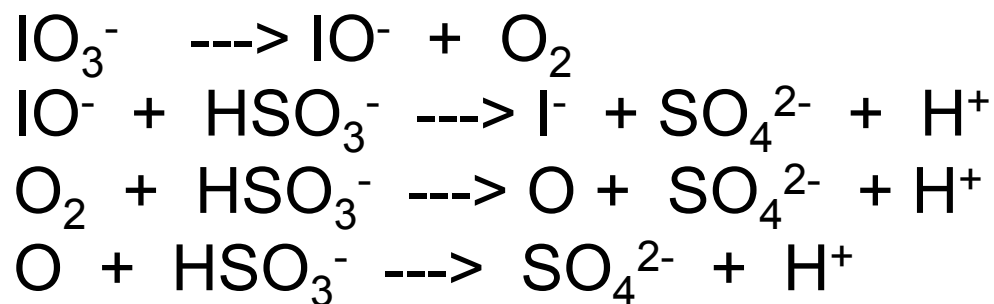 IO₃⁻ ---> IO⁻ + O₂
IO⁻ + HSO₃⁻ ---> I⁻ + SO₄²⁻ + H⁺
O₂ + HSO₃⁻ ---> O + SO₄²⁻ + H⁺
O + HSO₃⁻ ---> SO₄²⁻ + H⁺